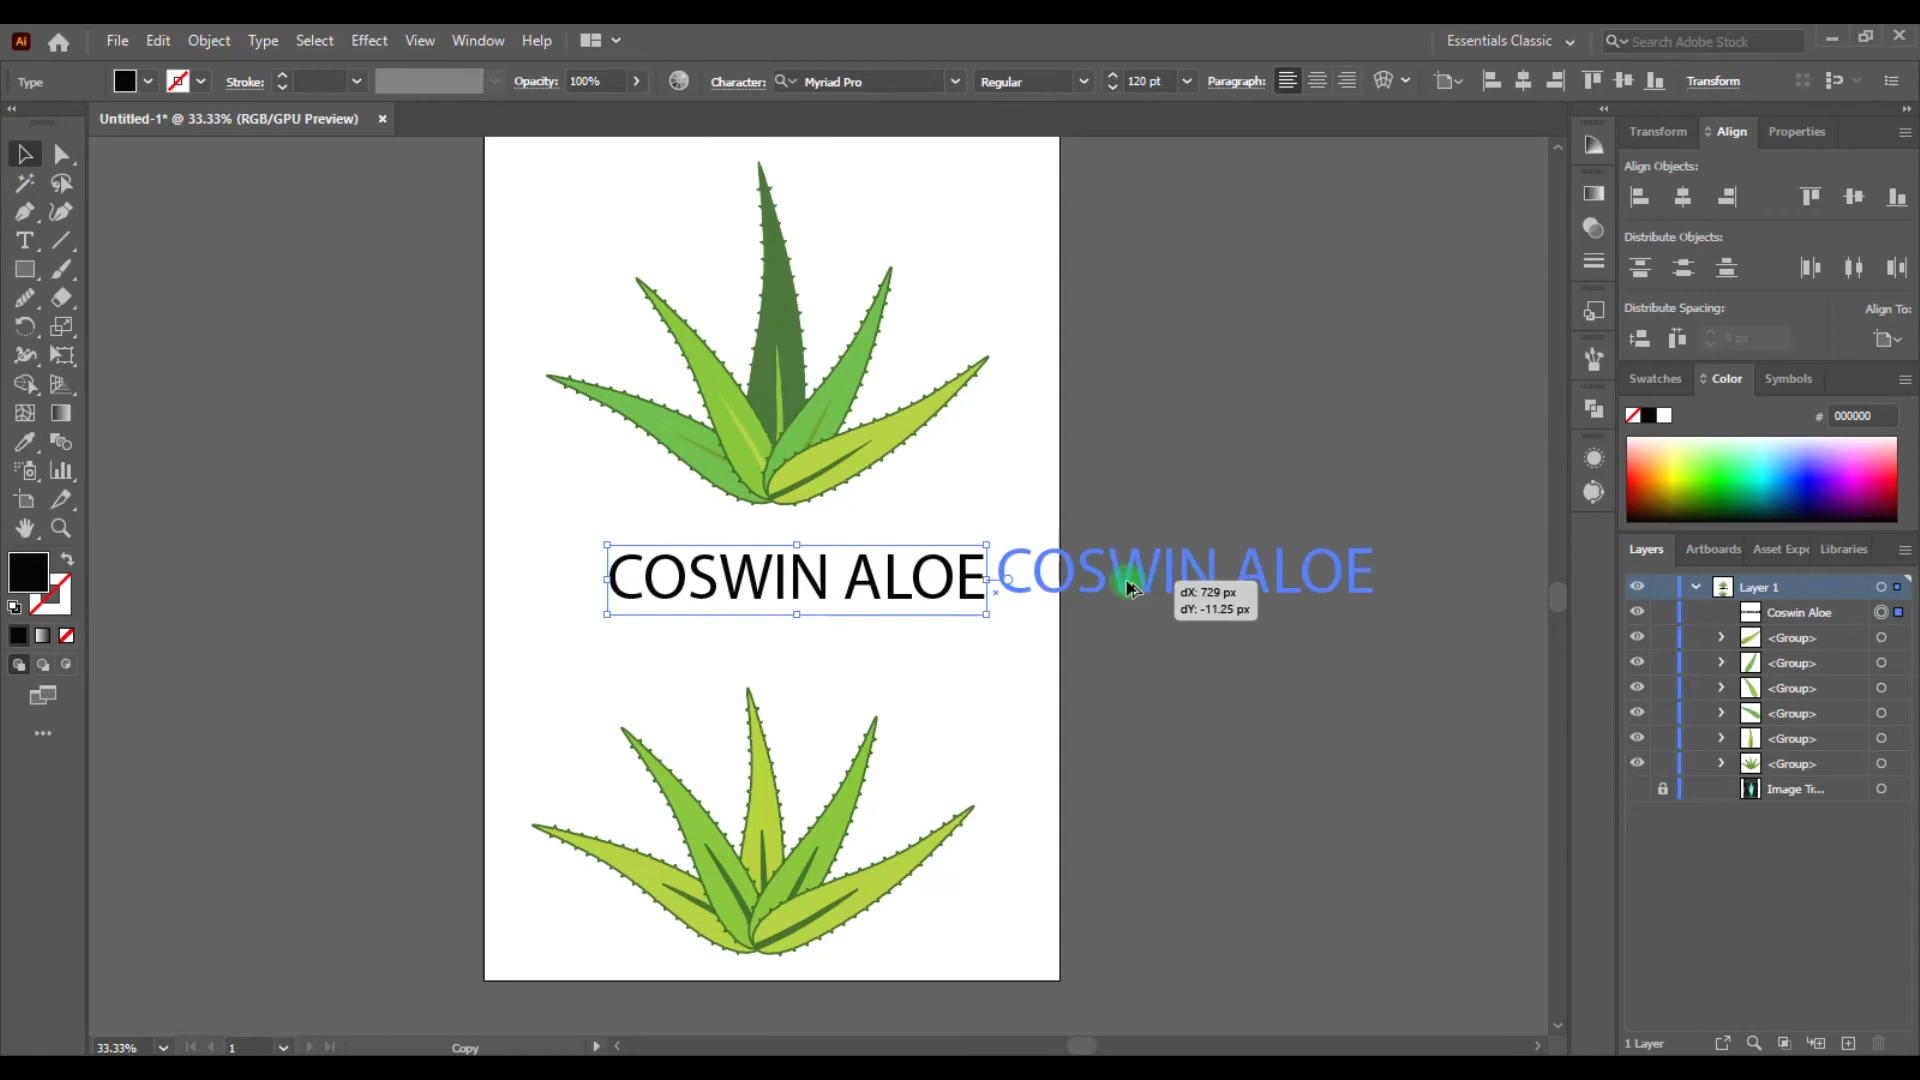 Ai File Edit Object Type Select Effect View Window Help Essentials Classic Search Adobe Stock
Type Stroke: Opacity: 100% Character: Myriad Pro Regular 120 pt Paragraph: Transform
Untitled-1* @ 33.33% (RGB/GPU Preview)
Transform Align Properties
Align Objects:
Distribute Objects:
Distribute Spacing: Align To:
0 px
Swatches Color Symbols
# 000000
COSWIN ALOE
COSWIN ALOE
dX: 729 px
dY: -11.25 px
Layers Artboards Asset Expo Libraries
Layer 1
Coswin Aloe
<Group>
<Group>
<Group>
<Group>
<Group>
<Group>
Image Tr...
1 Layer
33.33% 1 Copy